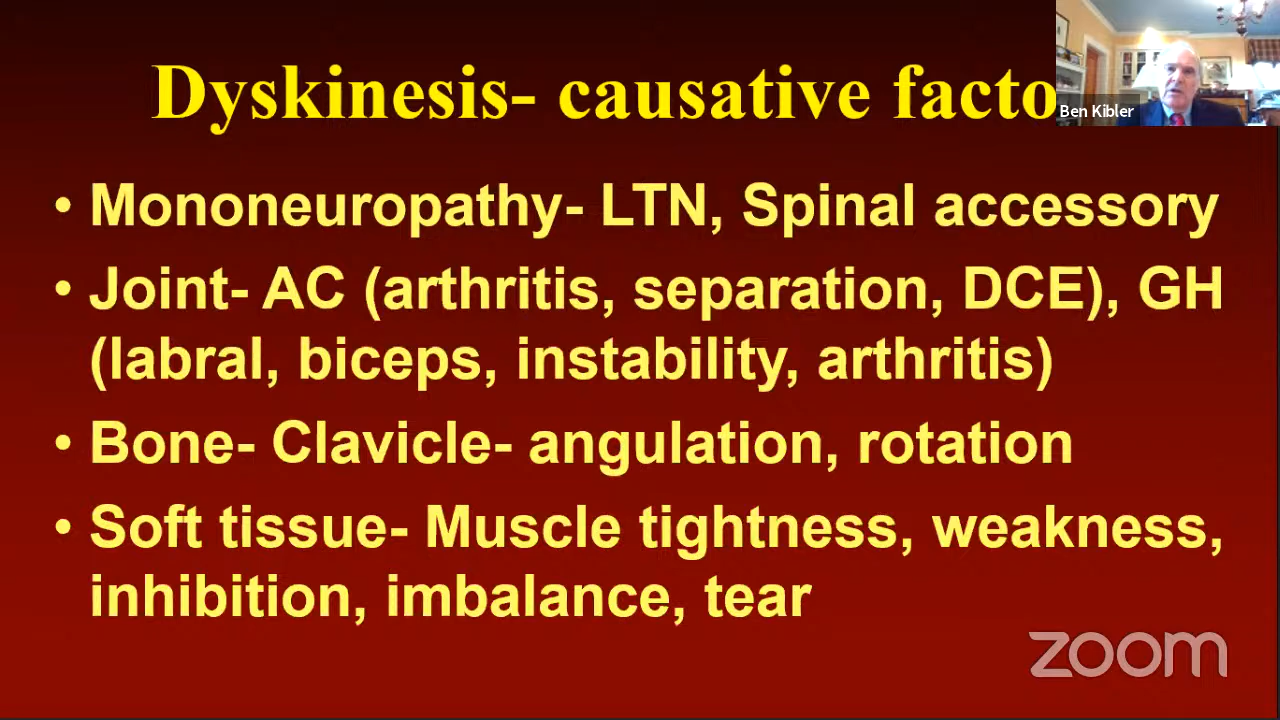 Dyskinesis- causative facto
Ben Kibler
• Mononeuropathy- LTN, Spinal accessory
• Joint- AC (arthritis, separation, DCE), GH
(labral, biceps, instability, arthritis)
• Bone- Clavicle- angulation, rotation
• Soft tissue- Muscle tightness, weakness,
inhibition, imbalance, tear
zoom